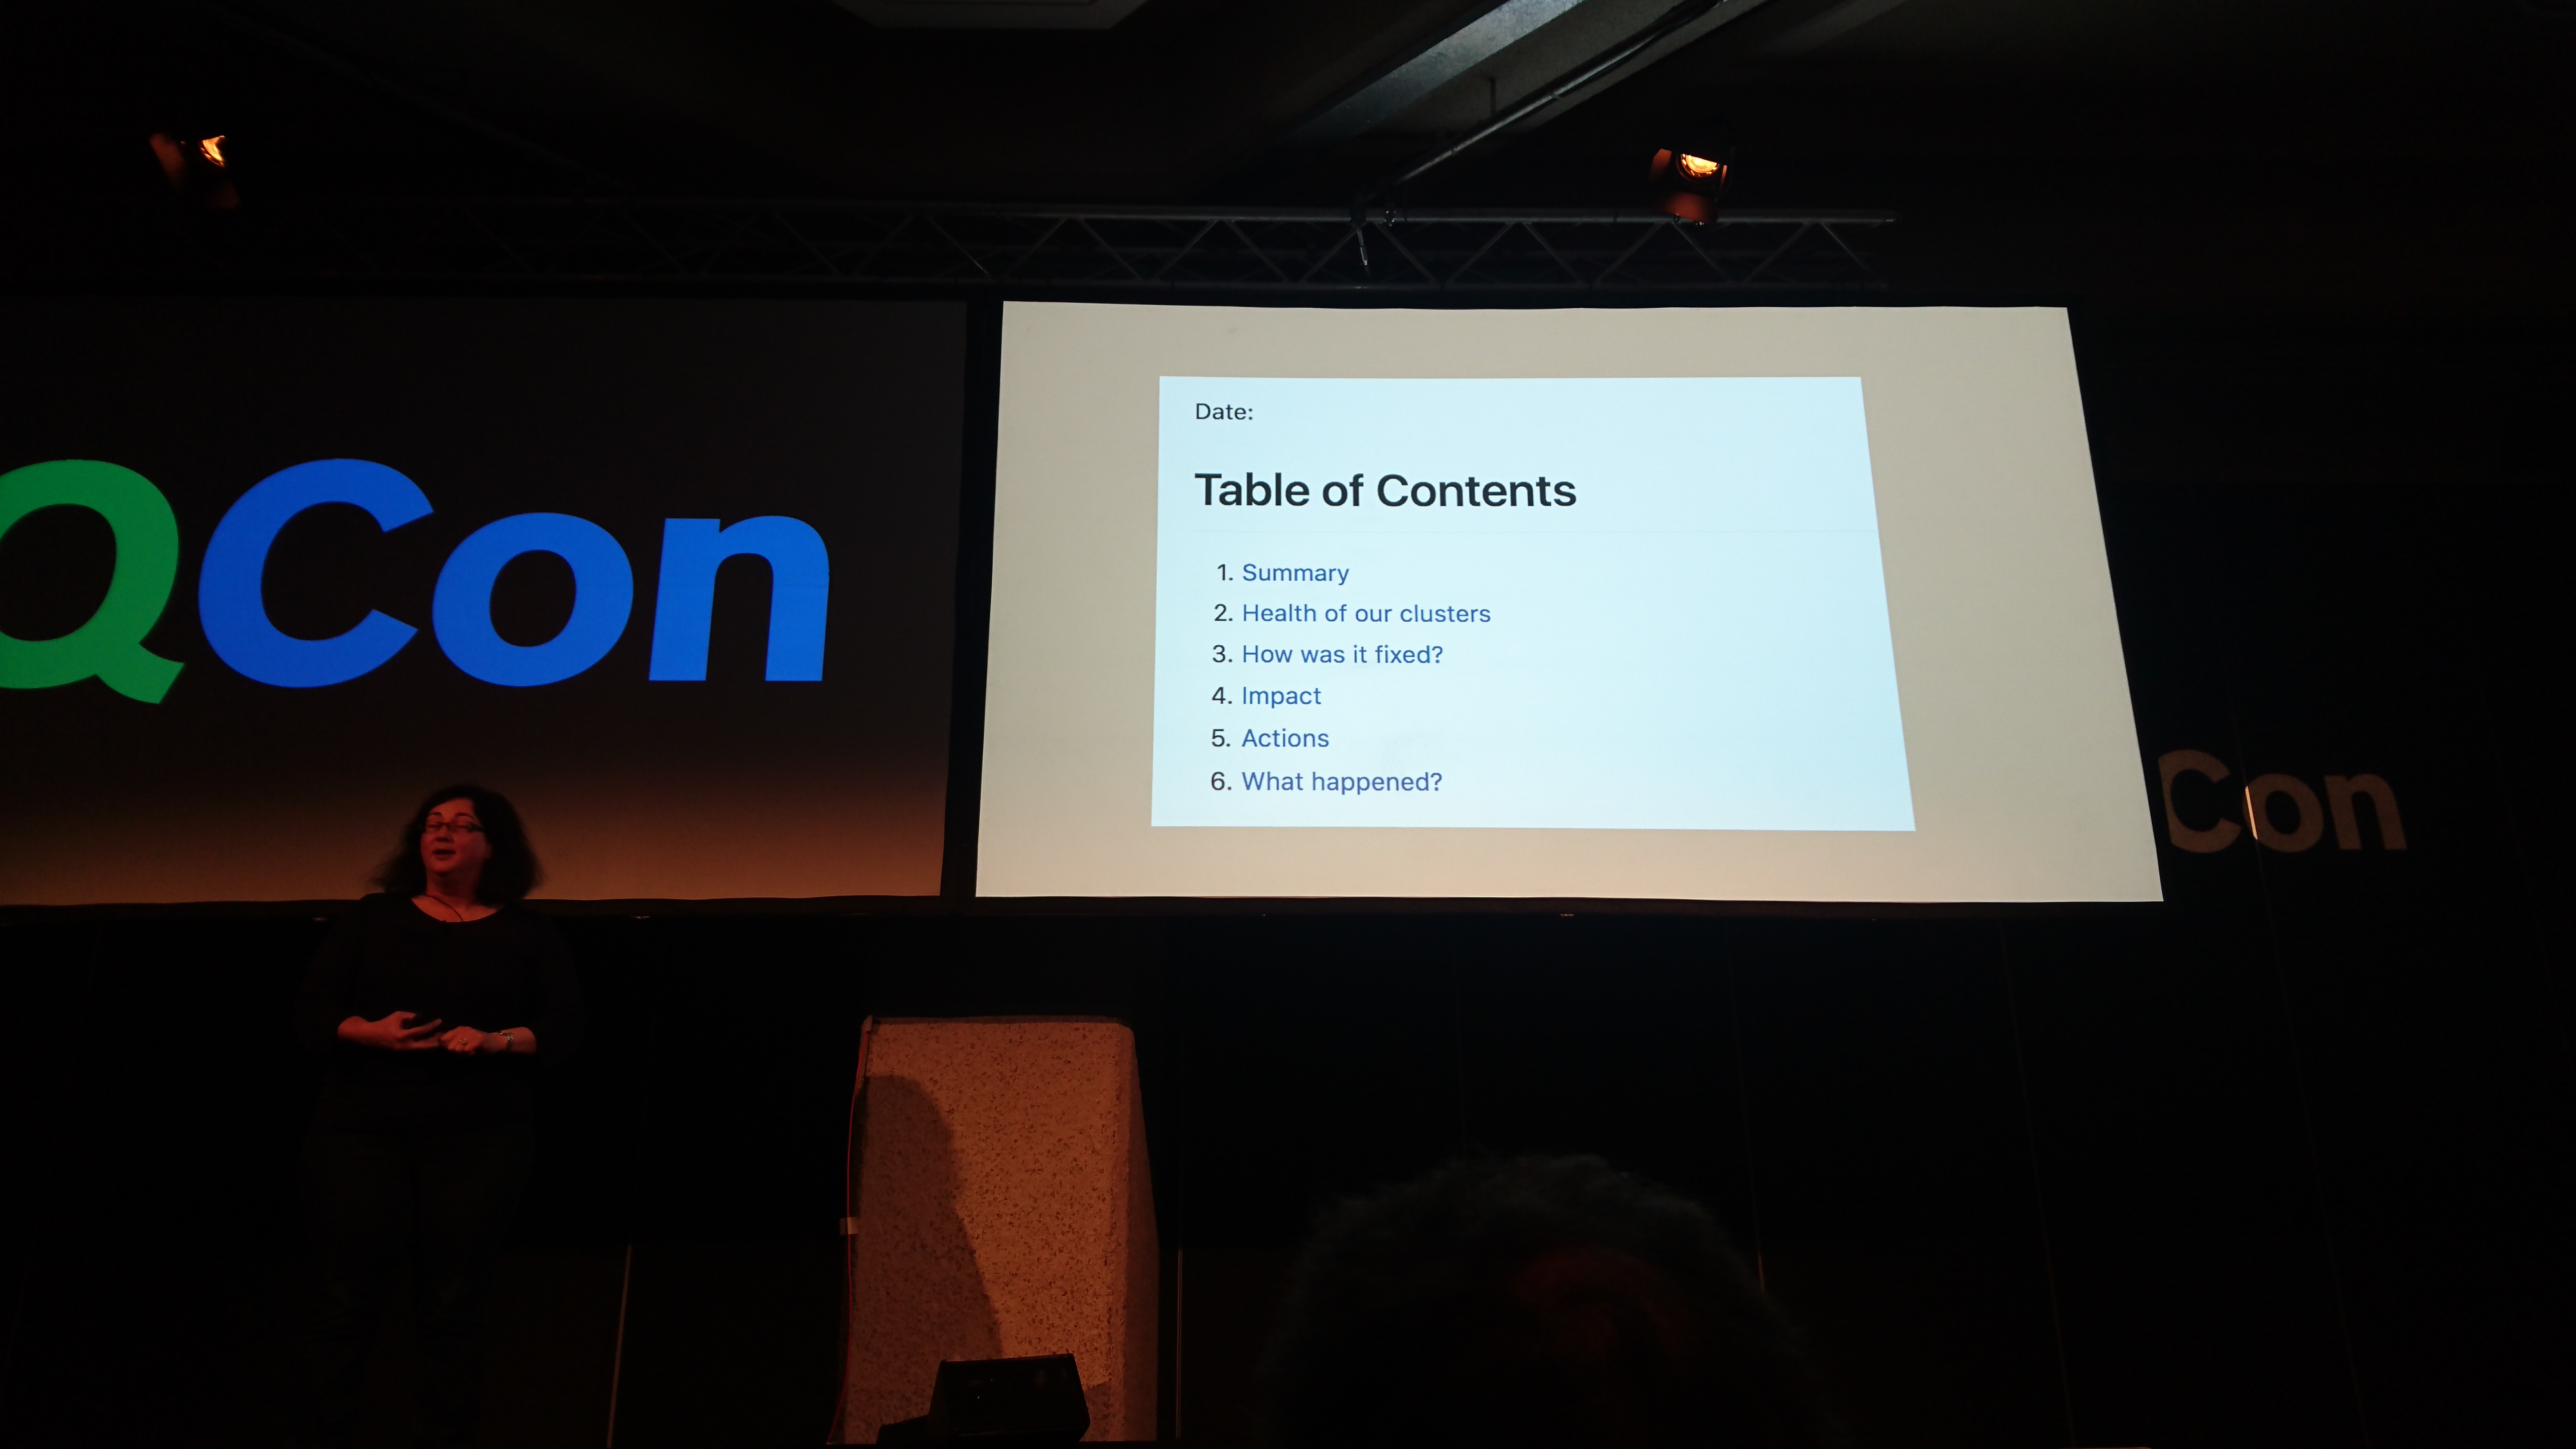 QCon
Date:
Table of Contents
1. Summary
2. Health of our clusters
3. How was it fixed?
4. Impact
5. Actions
6. What happened?
Con